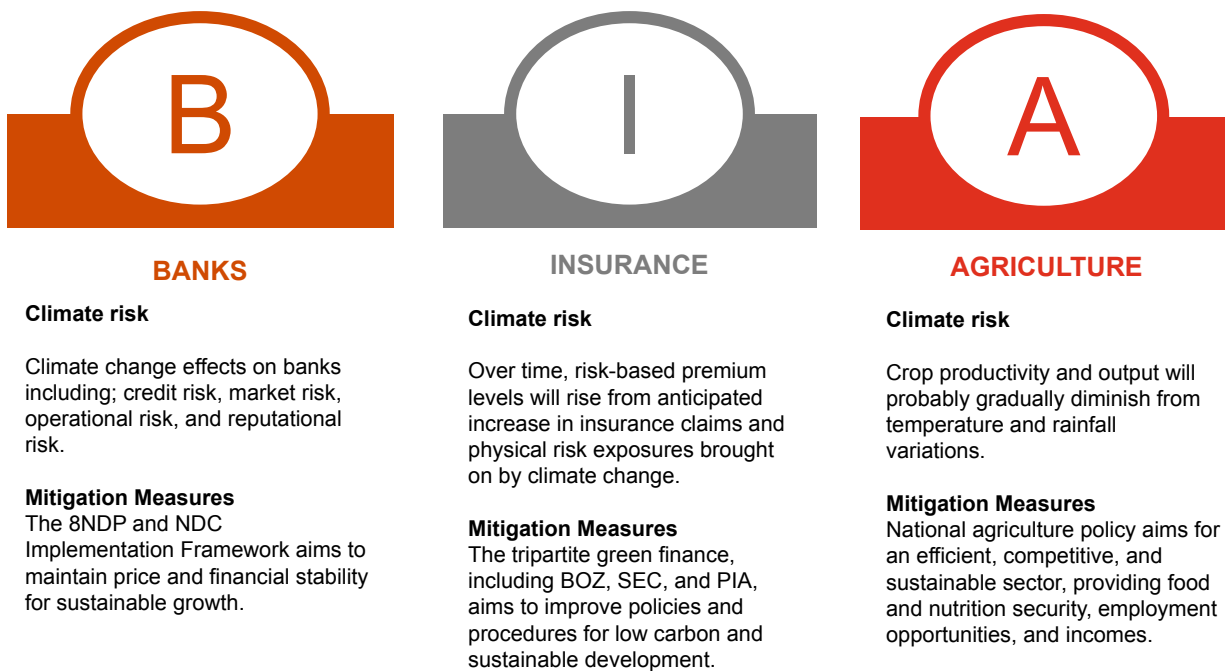 B
BANKS
Climate risk
Climate change effects on banks
including; credit risk, market risk,
operational risk, and reputational
risk.
Mitigation Measures
The 8NDP and NDC
Implementation Framework aims to
maintain price and financial stability
for sustainable growth.
I
INSURANCE
Climate risk
Over time, risk-based premium
levels will rise from anticipated
increase in insurance claims and
physical risk exposures brought
on by climate change.
Mitigation Measures
The tripartite green finance,
including BOZ, SEC, and PIA,
aims to improve policies and
procedures for low carbon and
sustainable development.
A
AGRICULTURE
Climate risk
Crop productivity and output will
probably gradually diminish from
temperature and rainfall
variations.
Mitigation Measures
National agriculture policy aims for
an efficient, competitive, and
sustainable sector, providing food
and nutrition security, employment
opportunities, and incomes.